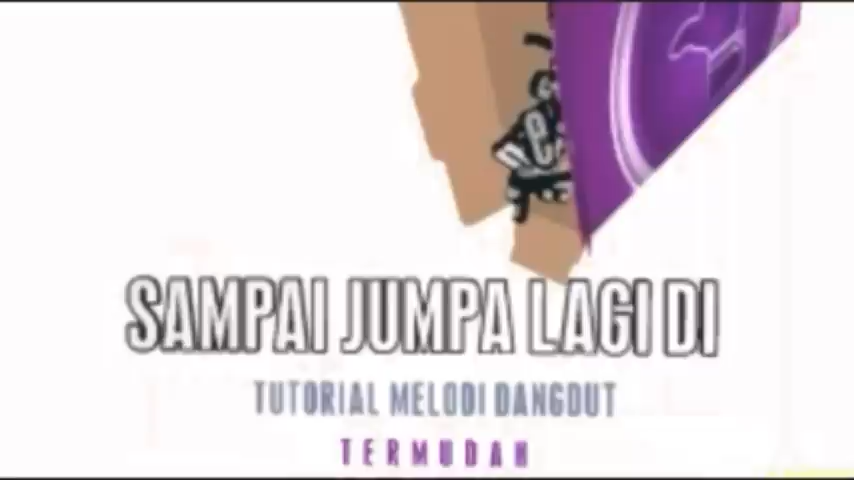 SAMPAI JUMPA LAGI DI
TUTORIAL MELODI DANGDUT
TERMUDAH